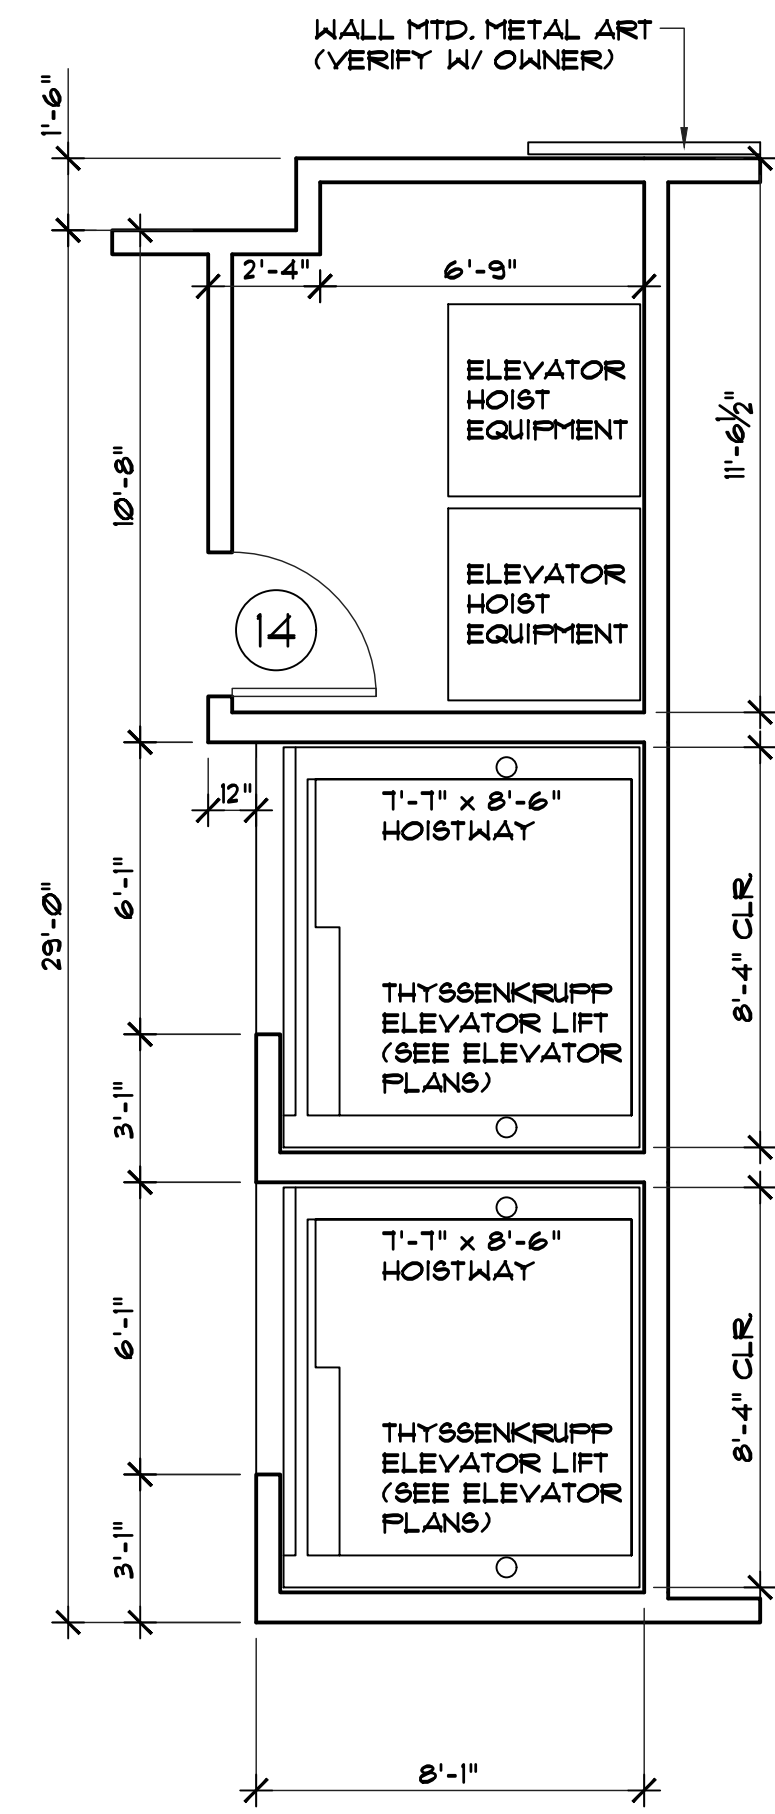 WALL MTD. METAL ART
(VERIFY W/ OWNER)
1'-6"
2'-4"
6'-9"
ELEVATOR
HOIST
EQUIPMENT
11'-6½"
10'-8"
ELEVATOR
HOIST
EQUIPMENT
14
12"
7'-7" x 8'-6"
HOISTWAY
6'-1"
29'-0"
8'-4" CLR.
THYSSENKRUPP
ELEVATOR LIFT
(SEE ELEVATOR
PLANS)
3'-1"
7'-7" x 8'-6"
HOISTWAY
6'-1"
8'-4" CLR.
THYSSENKRUPP
ELEVATOR LIFT
(SEE ELEVATOR
PLANS)
3'-1"
8'-1"